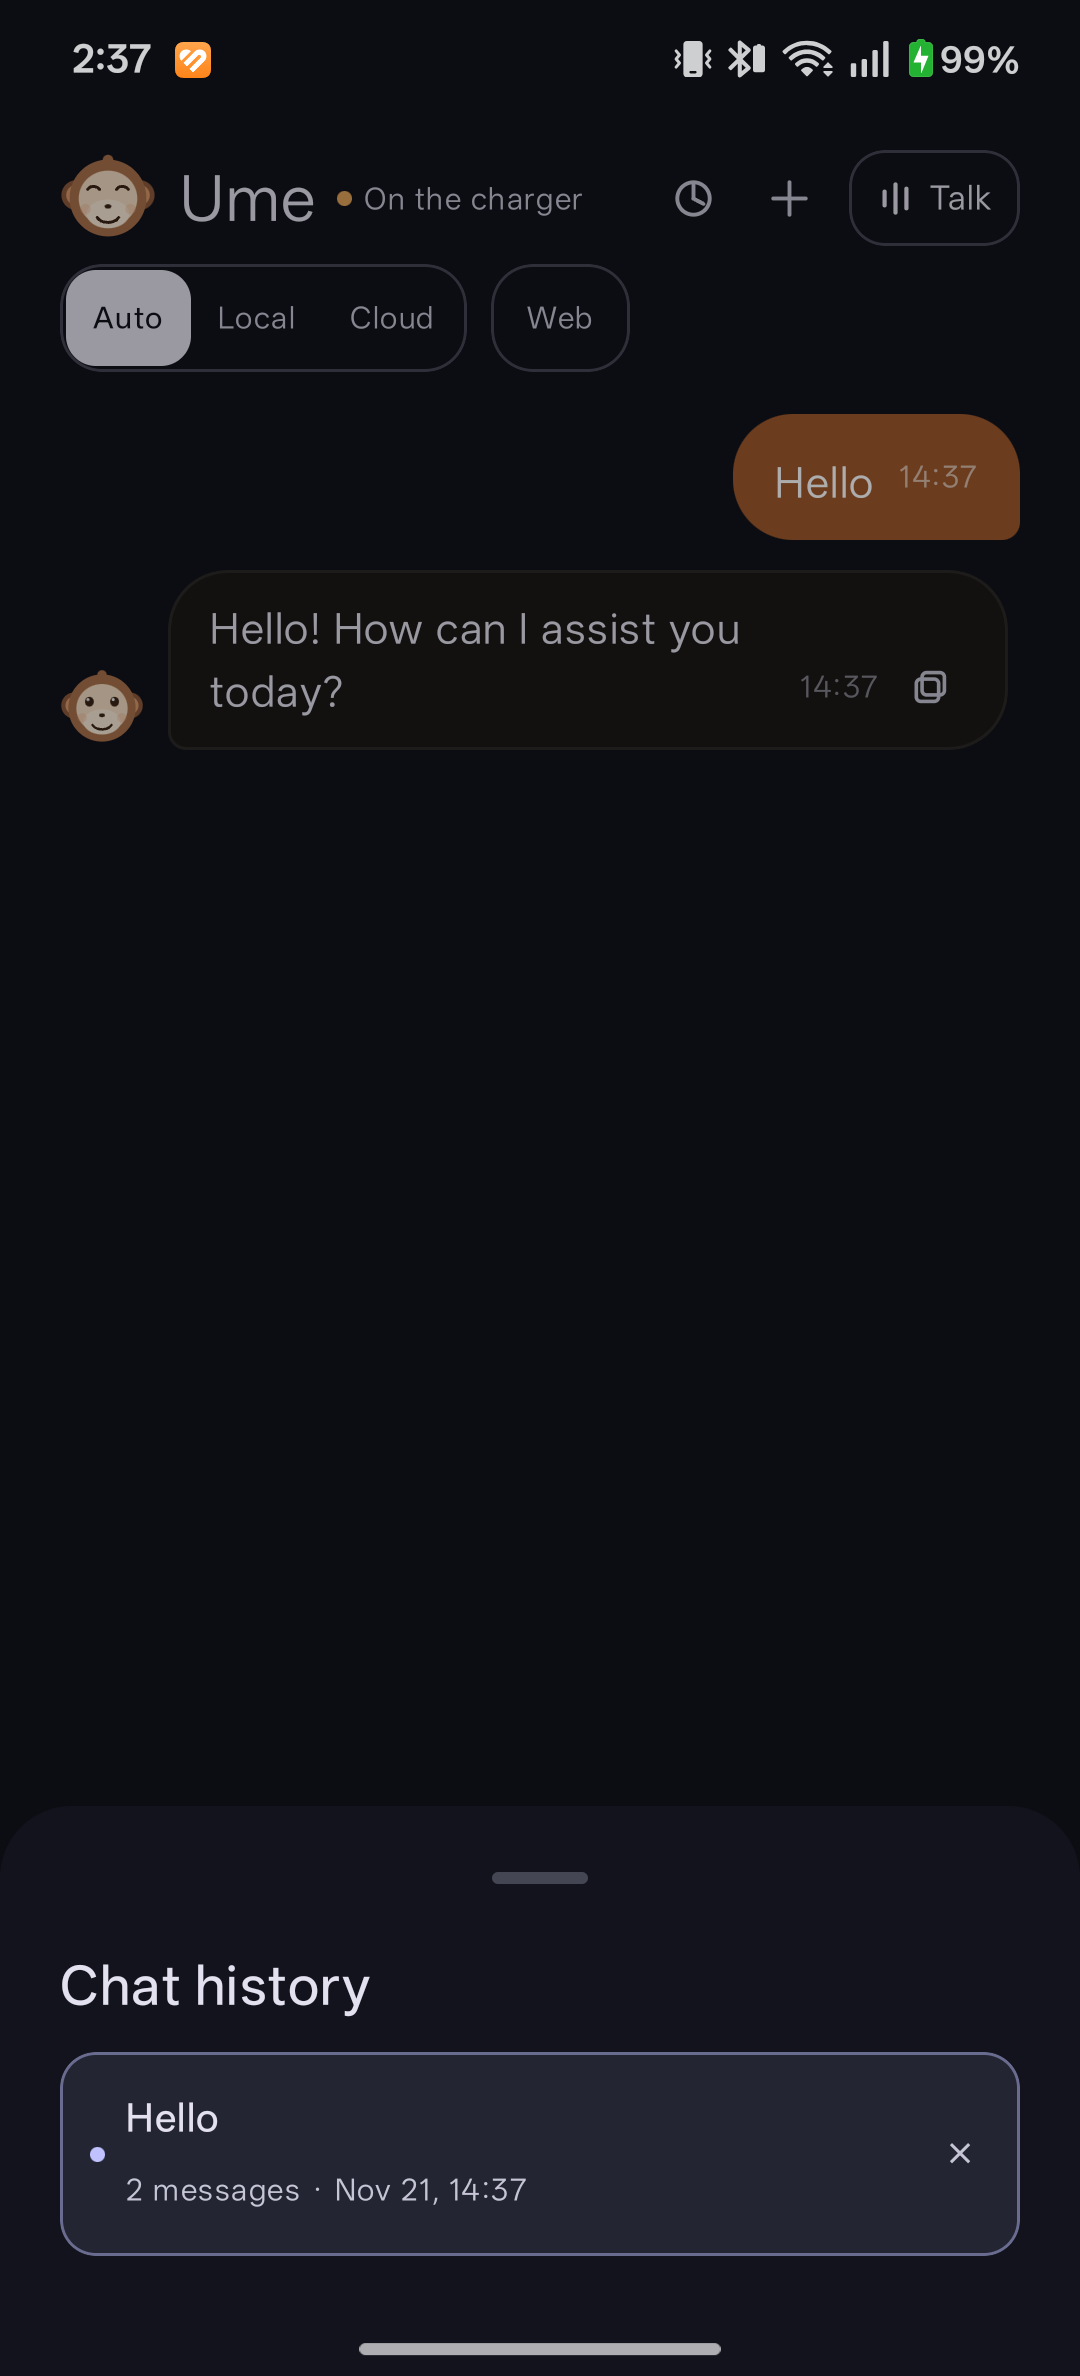 2:37
99%
Ume
On the charger
Talk
Auto
Local
Cloud
Web
Hello 14:37
Hello! How can I assist you
today?
14:37
Chat history
Hello
2 messages · Nov 21, 14:37